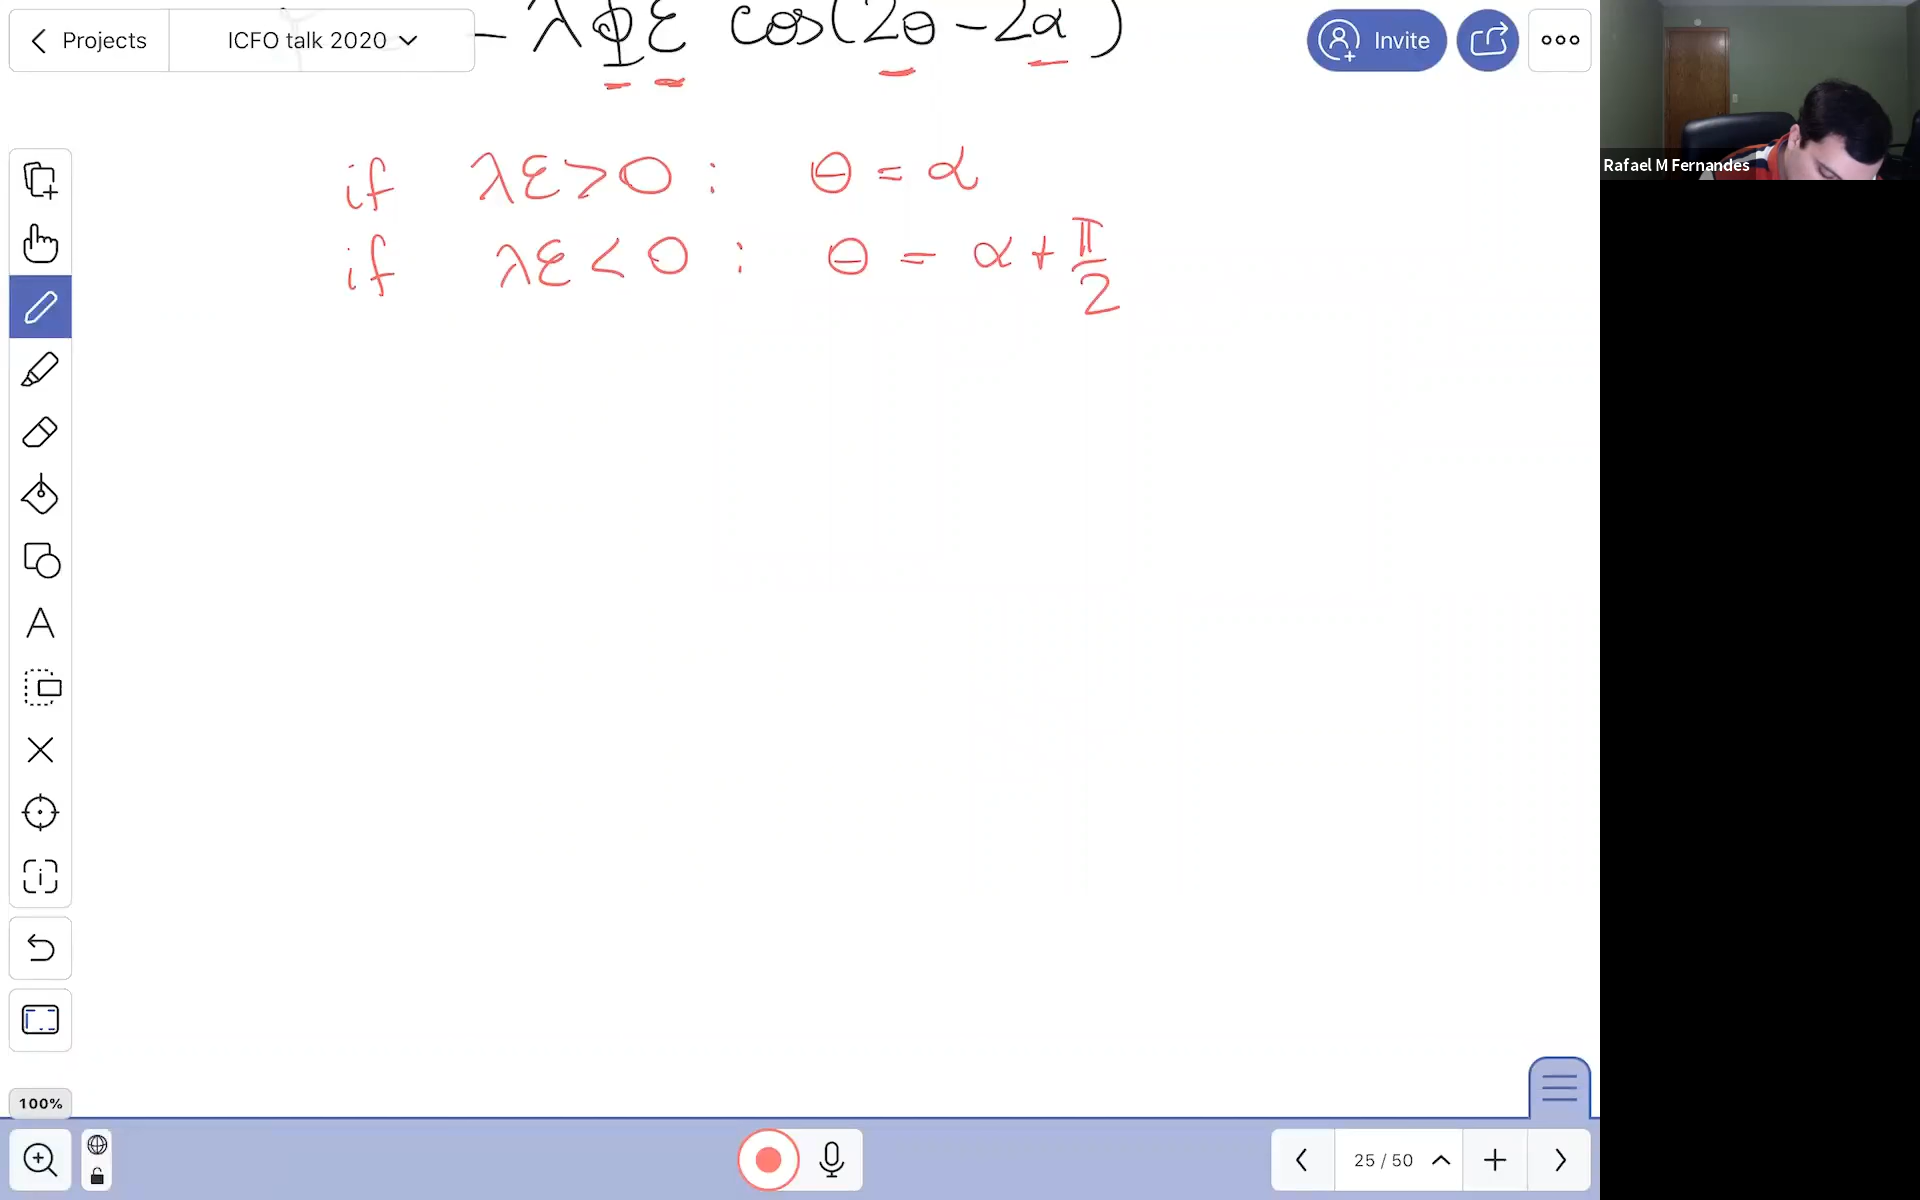 Projects
ICFO talk 2020
- λΦε cos(2θ-2α)
Invite
Rafael M Fernandes
if λε>0 : θ = α
if λε<0 : θ = α + π/2
A
100%
25 / 50